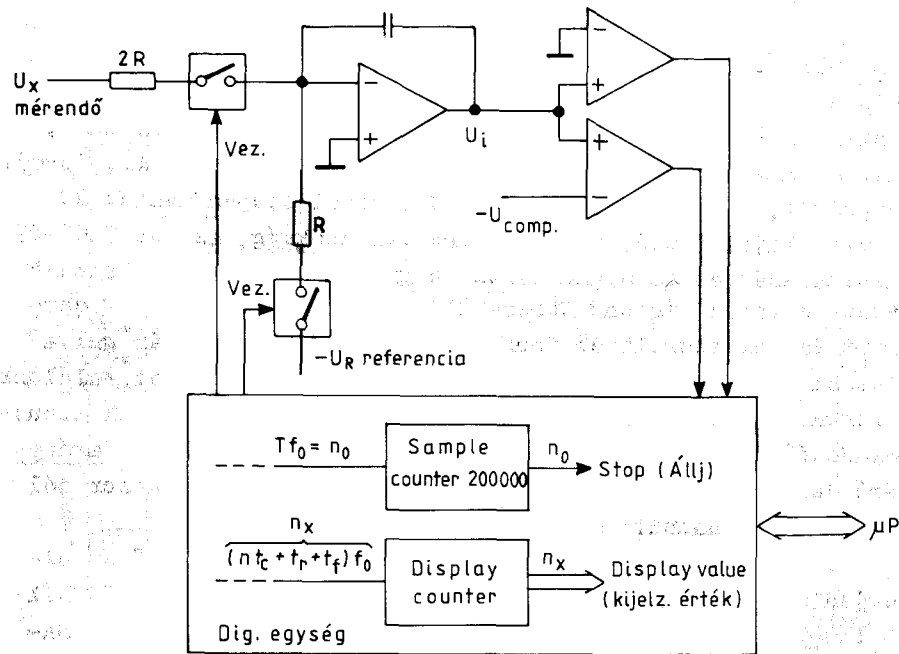 2R
U_x
mérendő
Vez.
−
+
U_i
−
+
+
−
-U_comp.
R
Vez.
-U_R referencia
Tf_0 = n_0
Sample
counter 200000
n_0
Stop (Állj)
n_x
(n t_c + t_r + t_f) f_0
Display
counter
n_x
Display value
(kijelz. érték)
Dig. egység
μP